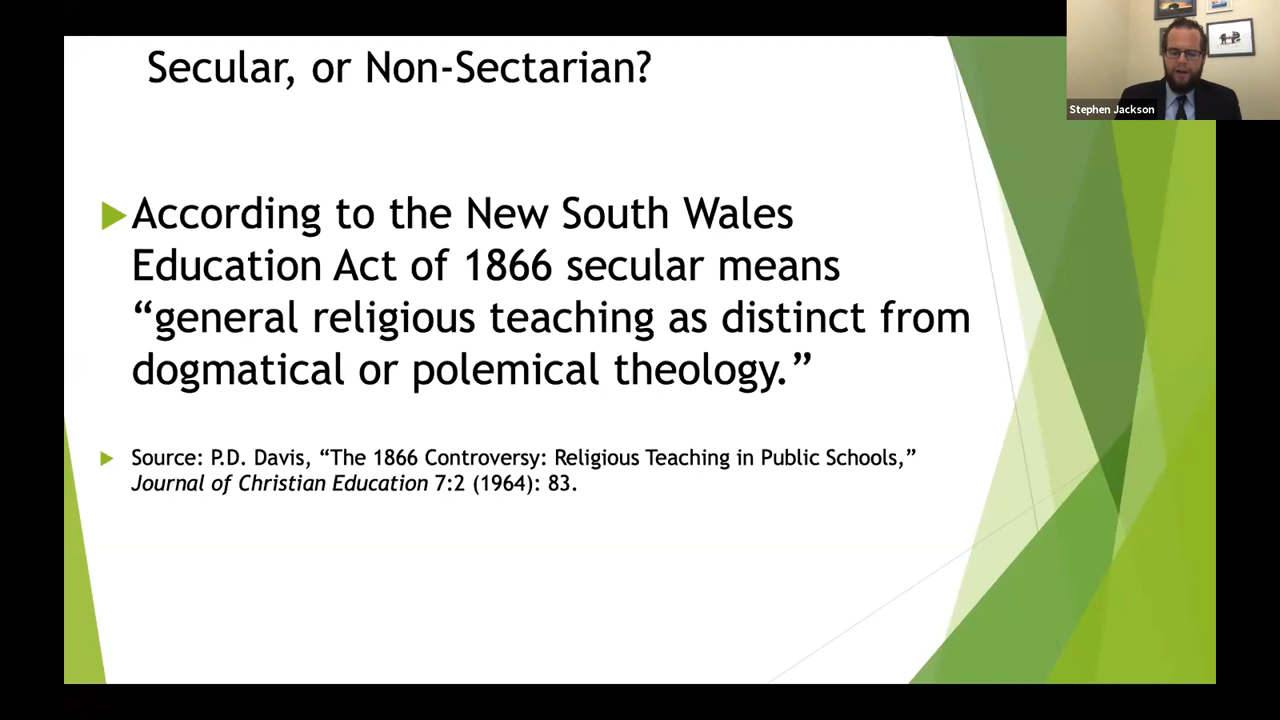 Secular, or Non-Sectarian?
Stephen Jackson
According to the New South Wales
Education Act of 1866 secular means
“general religious teaching as distinct from
dogmatical or polemical theology.”
Source: P.D. Davis, “The 1866 Controversy: Religious Teaching in Public Schools,”
Journal of Christian Education 7:2 (1964): 83.